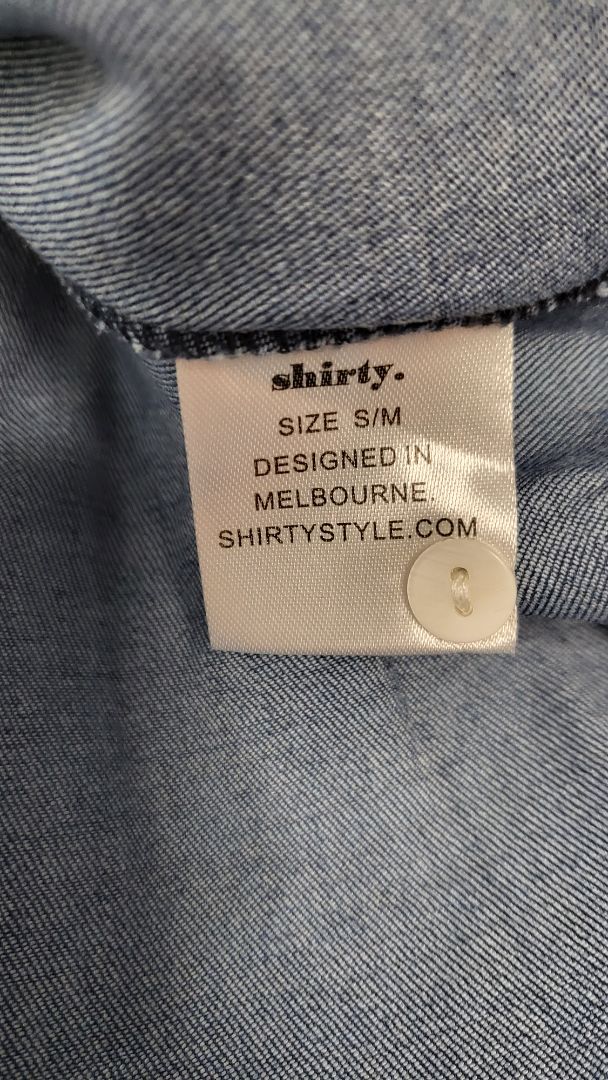 shirty.
SIZE S/M
DESIGNED IN
MELBOURNE.
SHIRTYSTYLE.COM